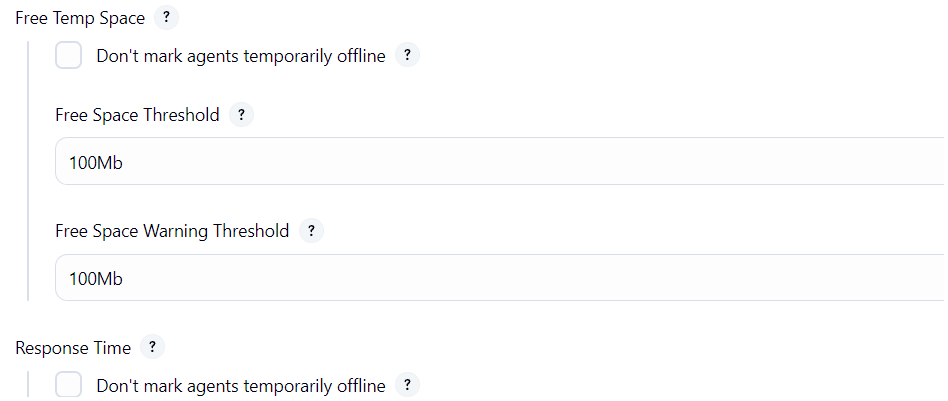 Free Temp Space ?
Don't mark agents temporarily offline ?
Free Space Threshold ?
100Mb
Free Space Warning Threshold ?
100Mb
Response Time ?
Don't mark agents temporarily offline ?